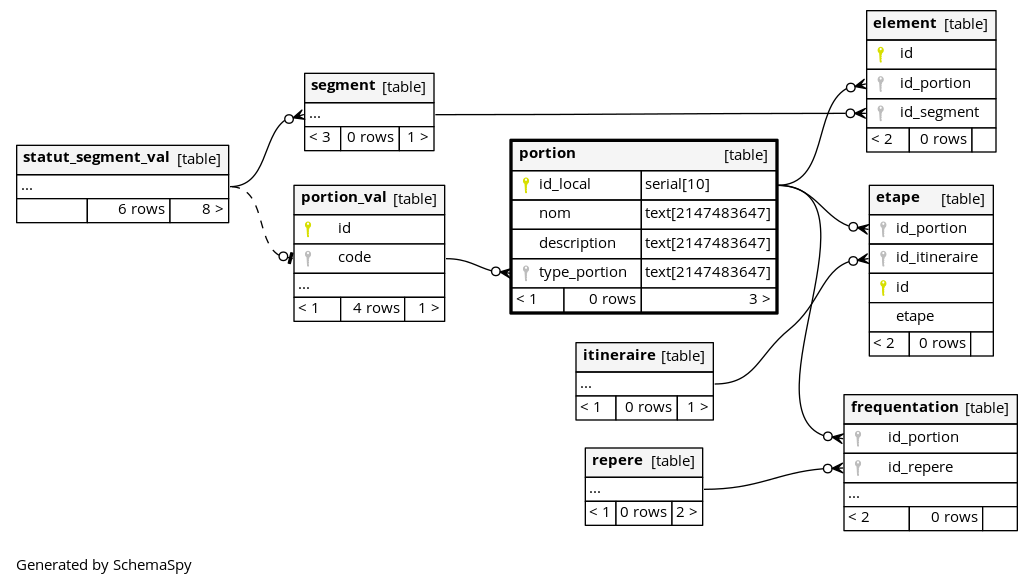 element [table]
id
id_portion
id_segment
< 2 0 rows
segment [table]
...
< 3 0 rows 1 >
statut_segment_val [table]
...
6 rows 8 >
portion [table]
id_local serial[10]
nom text[2147483647]
description text[2147483647]
type_portion text[2147483647]
< 1 0 rows 3 >
portion_val [table]
id
code
...
< 1 4 rows 1 >
etape [table]
id_portion
id_itineraire
id
etape
< 2 0 rows
itineraire [table]
...
< 1 0 rows 1 >
frequentation [table]
id_portion
id_repere
...
< 2 0 rows
repere [table]
...
< 1 0 rows 2 >
Generated by SchemaSpy